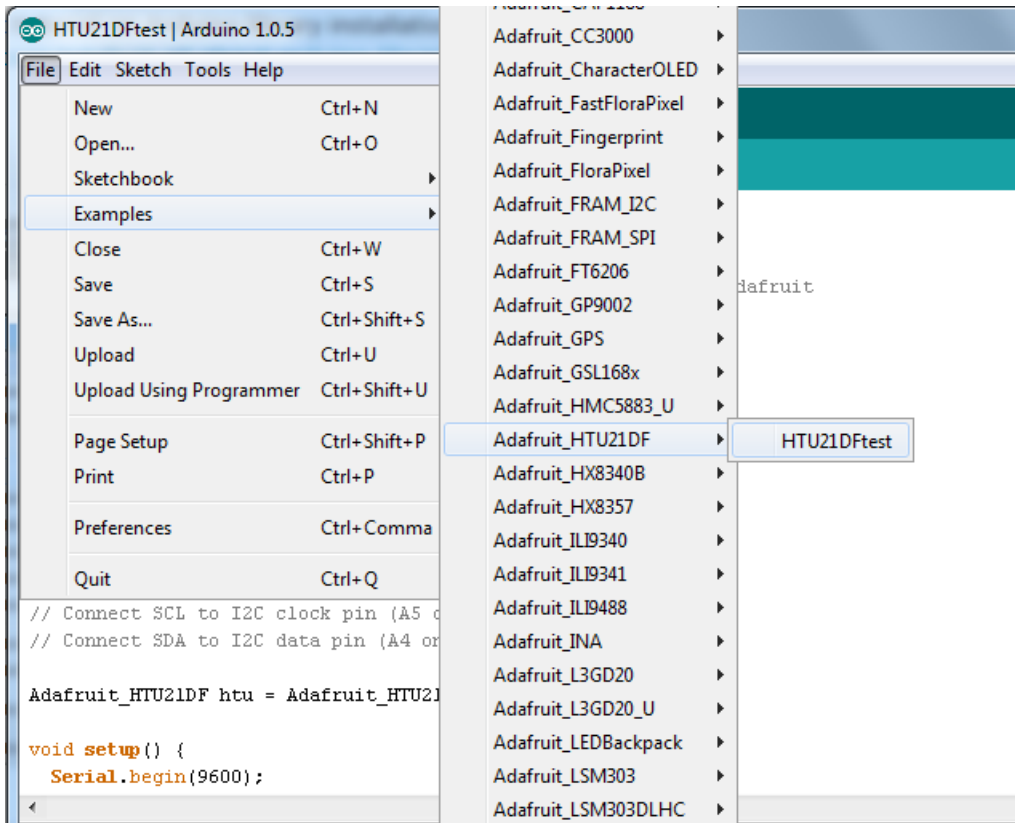 HTU21DFtest | Arduino 1.0.5
File Edit Sketch Tools Help
New Ctrl+N
Open... Ctrl+O
Sketchbook
Examples
Close Ctrl+W
Save Ctrl+S
Save As... Ctrl+Shift+S
Upload Ctrl+U
Upload Using Programmer Ctrl+Shift+U
Page Setup Ctrl+Shift+P
Print Ctrl+P
Preferences Ctrl+Comma
Quit Ctrl+Q
Adafruit_CC3000
Adafruit_CharacterOLED
Adafruit_FastFloraPixel
Adafruit_Fingerprint
Adafruit_FloraPixel
Adafruit_FRAM_I2C
Adafruit_FRAM_SPI
Adafruit_FT6206
Adafruit_GP9002
Adafruit_GPS
Adafruit_GSL168x
Adafruit_HMC5883_U
Adafruit_HTU21DF
Adafruit_HX8340B
Adafruit_HX8357
Adafruit_ILI9340
Adafruit_ILI9341
Adafruit_ILI9488
Adafruit_INA
Adafruit_L3GD20
Adafruit_L3GD20_U
Adafruit_LEDBackpack
Adafruit_LSM303
Adafruit_LSM303DLHC
HTU21DFtest
dafruit
// Connect SCL to I2C clock pin (A5
// Connect SDA to I2C data pin (A4 on
Adafruit_HTU21DF htu = Adafruit_HTU21
void setup() {
Serial.begin(9600);